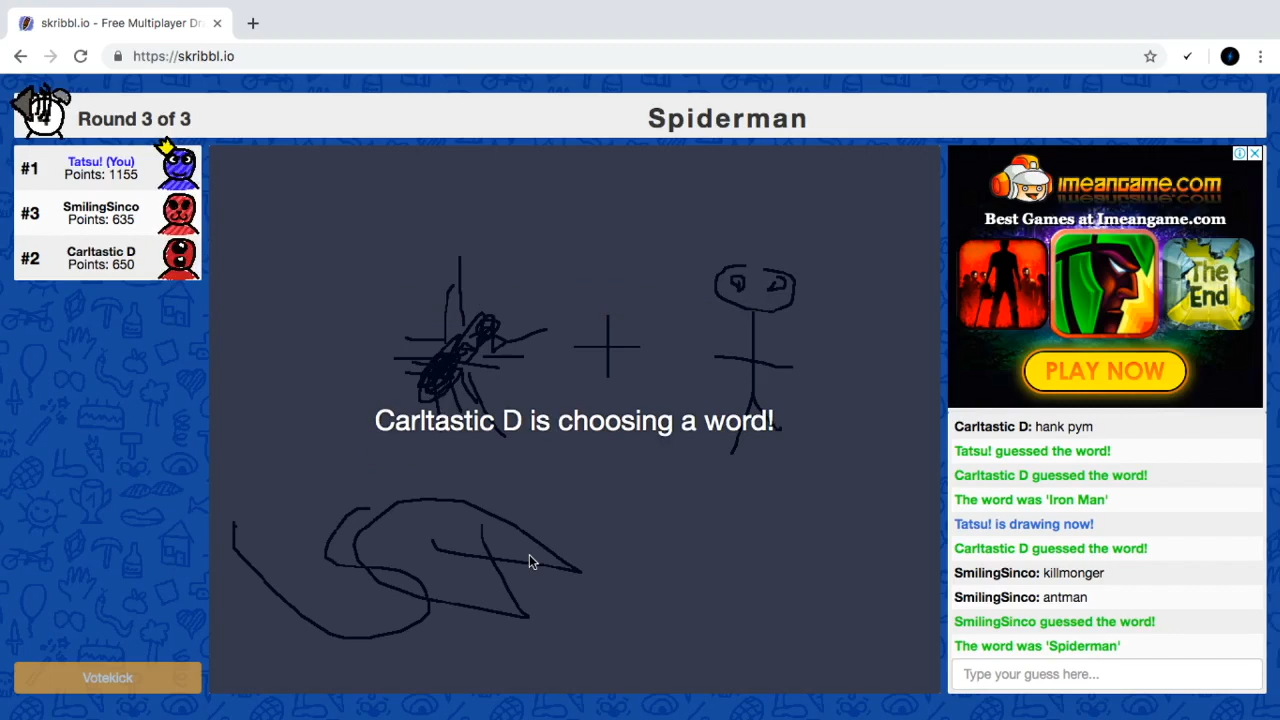 skribbl.io - Free Multiplayer Dr
https://skribbl.io
4
Round 3 of 3
Spiderman
#1
Tatsu! (You)
Points: 1155
#3
SmilingSinco
Points: 635
#2
Carltastic D
Points: 650
Carltastic D is choosing a word!
Votekick
imeangame.com
Best Games at Imeangame.com
The
End
PLAY NOW
Carltastic D: hank pym
Tatsu! guessed the word!
Carltastic D guessed the word!
The word was 'Iron Man'
Tatsu! is drawing now!
Carltastic D guessed the word!
SmilingSinco: killmonger
SmilingSinco: antman
SmilingSinco guessed the word!
The word was 'Spiderman'
Type your guess here...